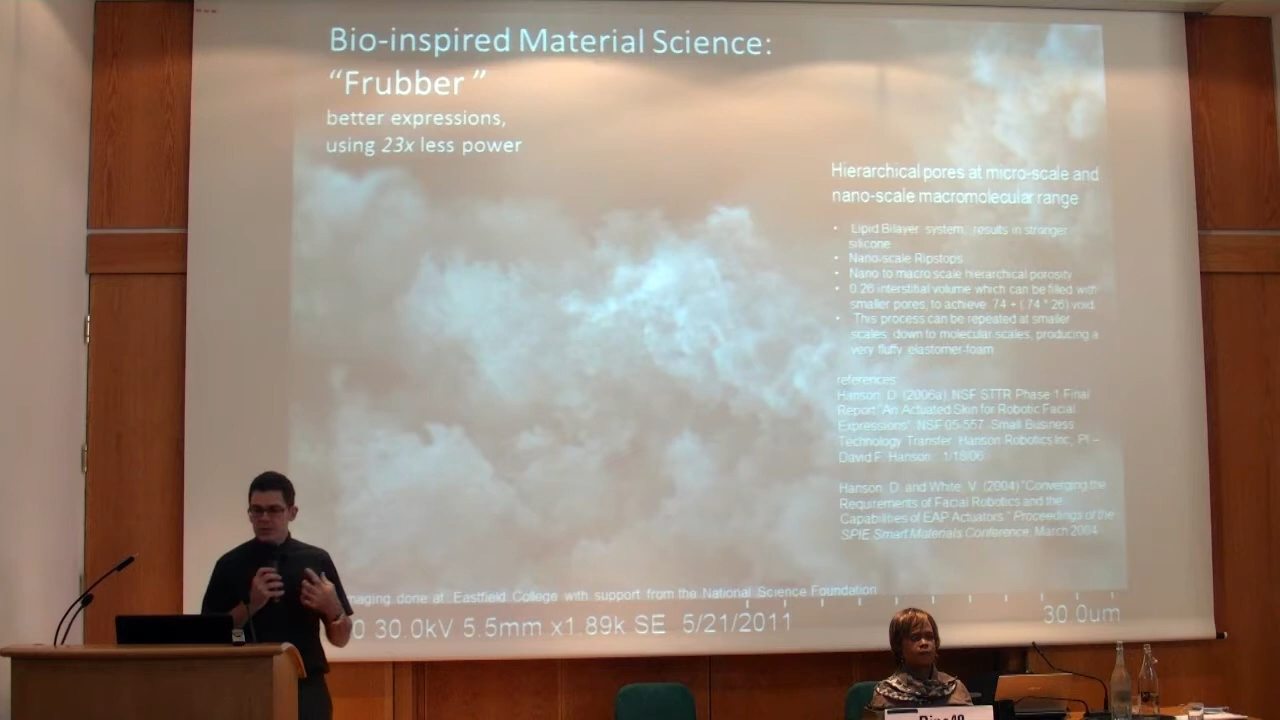 Bio-inspired Material Science:
“Frubber ”
better expressions,
using 23x less power
Hierarchical pores at micro-scale and
nano-scale macromolecular range
• Lipid Bilayer system, results in stronger
silicone
• Nano-scale Ripstops
• Nano to macro scale hierarchical porosity
• 0.26 interstitial volume which can be filled with
smaller pores, to achieve .74 + (.74 * 26) void.
• This process can be repeated at smaller
scales, down to molecular scales, producing a
very fluffy elastomer-foam
references:
Hanson, D. (2006a) NSF STTR Phase 1 Final
Report "An Actuated Skin for Robotic Facial
Expressions". NSF 05-557 Small Business
Technology Transfer. Hanson Robotics Inc, PI –
David F. Hanson. 1/18/06.
Hanson, D. and White, V. (2004) "Converging the
Requirements of Facial Robotics and the
Capabilities of EAP Actuators." Proceedings of the
SPIE Smart Materials Conference, March 2004.
maging done at Eastfield College with support from the National Science Foundation
0 30.0kV 5.5mm x1.89k SE 5/21/2011
30.0um